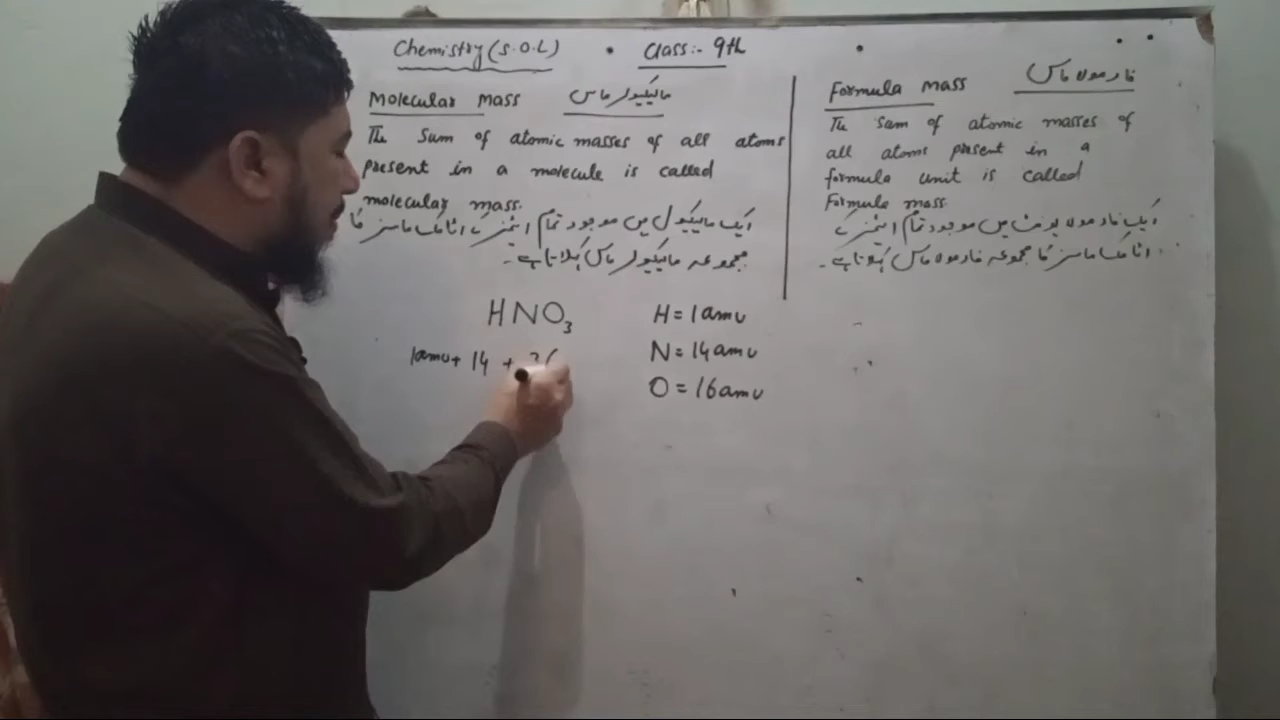 Chemistry (S.O.L) • Class:- 9th
Molecular Mass مالیکیولر ماس
The Sum of atomic masses of all atoms
present in a molecule is called
molecular mass.
ایک مالیکیول میں موجود تمام ایٹمز کے اٹامک ماسز کا
مجموعہ مالیکیولر ماس کہلاتا ہے۔
HNO₃
1amu+ 14 + 3(
H = 1amu
N = 14amu
O = 16amu
Formula Mass فارمولا ماس
The Sam of atomic masses of
all atoms present in a
formula unit is called
Formula mass.
ایک فارمولا یونٹ میں موجود تمام ایٹمز کے
اٹامک ماسز کا مجموعہ فارمولا ماس کہلاتا ہے۔